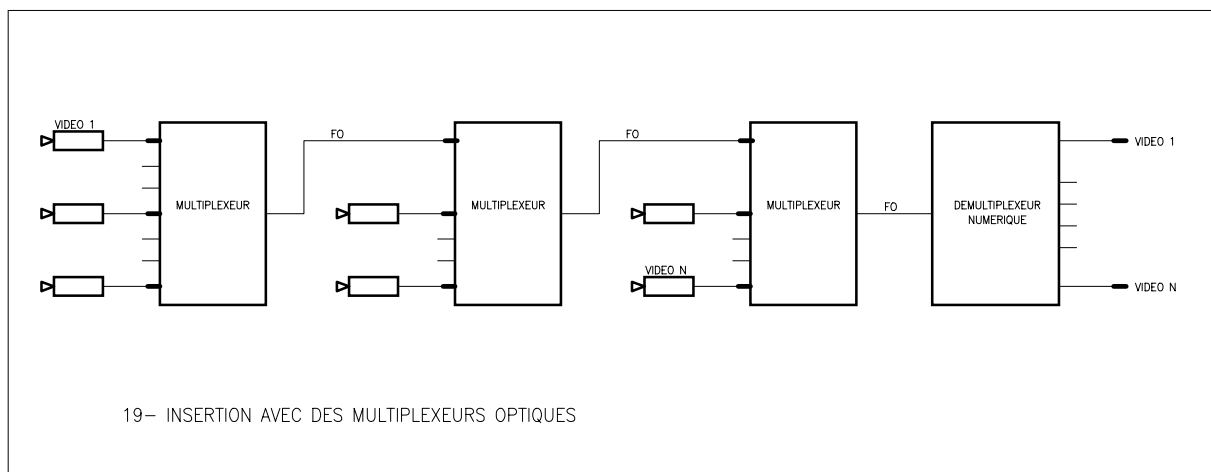 VIDEO 1
FO
FO
VIDEO 1
MULTIPLEXEUR
MULTIPLEXEUR
MULTIPLEXEUR
FO
DEMULTIPLEXEUR
NUMERIQUE
VIDEO N
VIDEO N
19– INSERTION AVEC DES MULTIPLEXEURS OPTIQUES